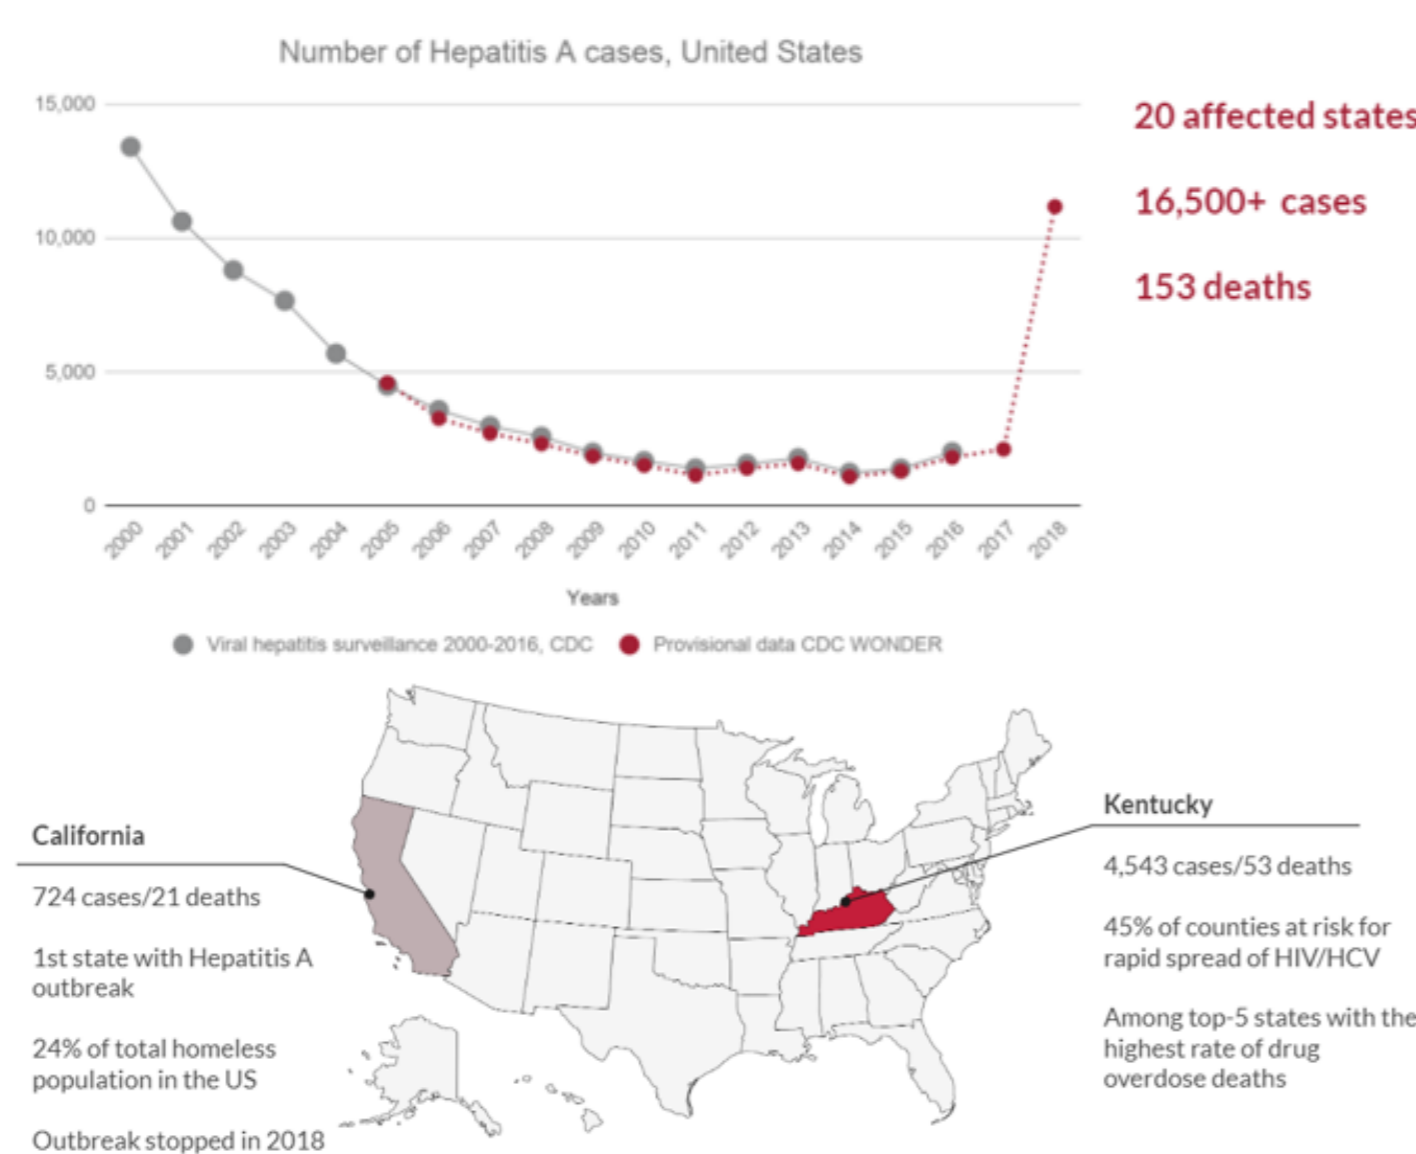 Number of Hepatitis A cases, United States
15,000
10,000
5,000
0
2000
2001
2002
2003
2004
2005
2006
2007
2008
2009
2010
2011
2012
2013
2014
2015
2016
2017
2018
Years
Viral hepatitis surveillance 2000-2016, CDC
Provisional data CDC WONDER
20 affected states
16,500+ cases
153 deaths
California
724 cases/21 deaths
1st state with Hepatitis A
outbreak
24% of total homeless
population in the US
Outbreak stopped in 2018
Kentucky
4,543 cases/53 deaths
45% of counties at risk for
rapid spread of HIV/HCV
Among top-5 states with the
highest rate of drug
overdose deaths